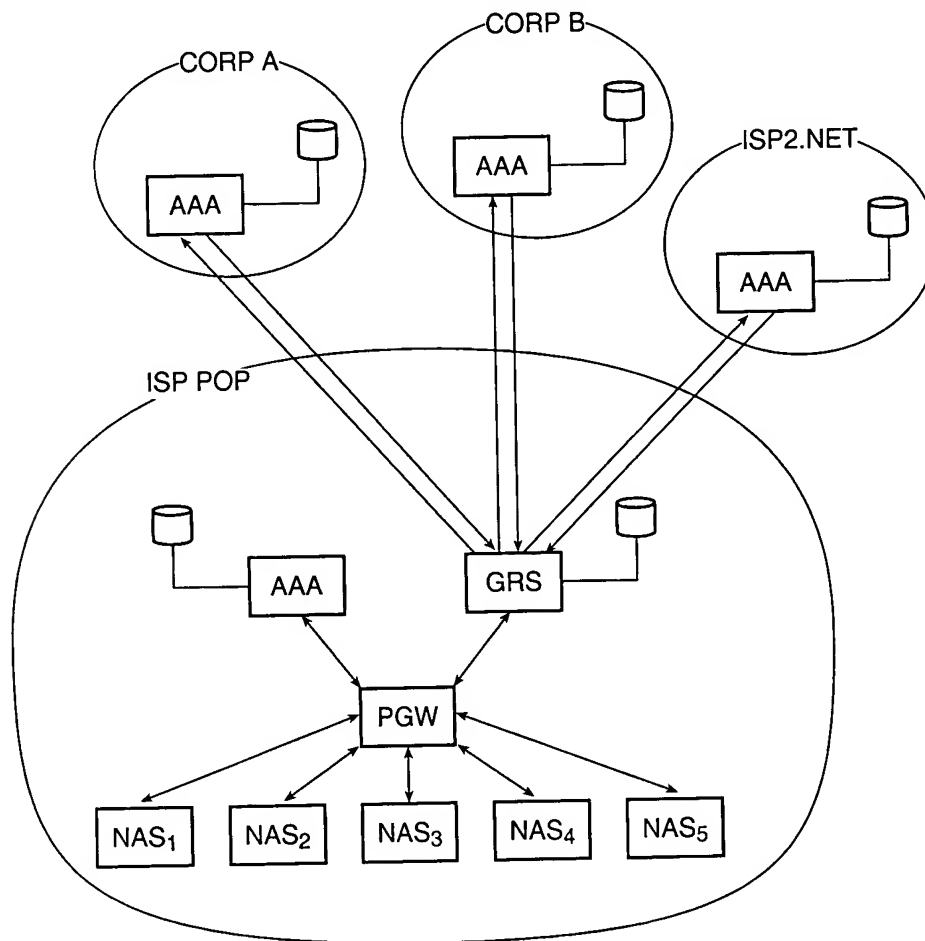 CORP A
CORP B
ISP2.NET
AAA
AAA
AAA
ISP POP
AAA
GRS
PGW
NAS1
NAS2
NAS3
NAS4
NAS5